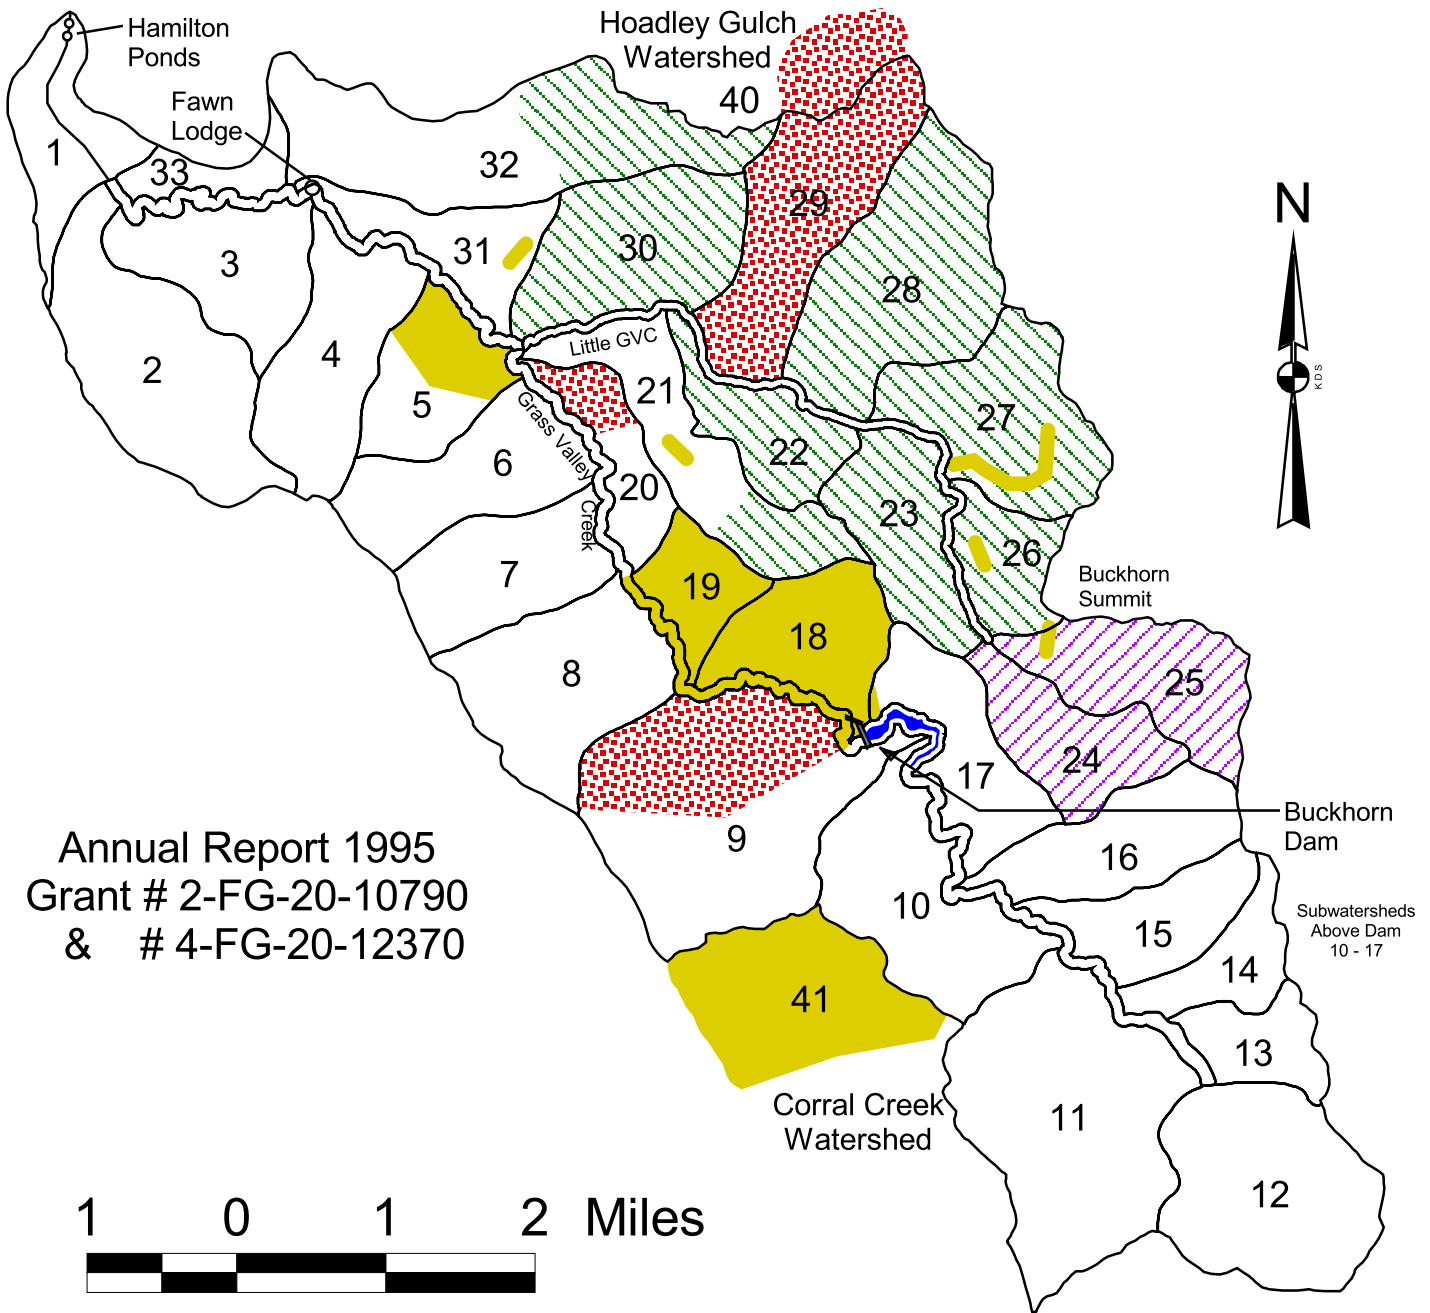 Hamilton
Ponds
Hoadley Gulch
Watershed
40
Fawn
Lodge
1
33
32
29
N
3
31
30
28
2
4
Little GVC
KDS
5
21
27
6
Grass Valley
Creek
20
22
23
26
7
19
Buckhorn
Summit
18
8
25
17
24
9
Buckhorn
Dam
16
10
15
Subwatersheds
Above Dam
10 - 17
14
41
13
Annual Report 1995
Grant # 2-FG-20-10790
& # 4-FG-20-12370
Corral Creek
Watershed
11
12
1 0 1 2 Miles